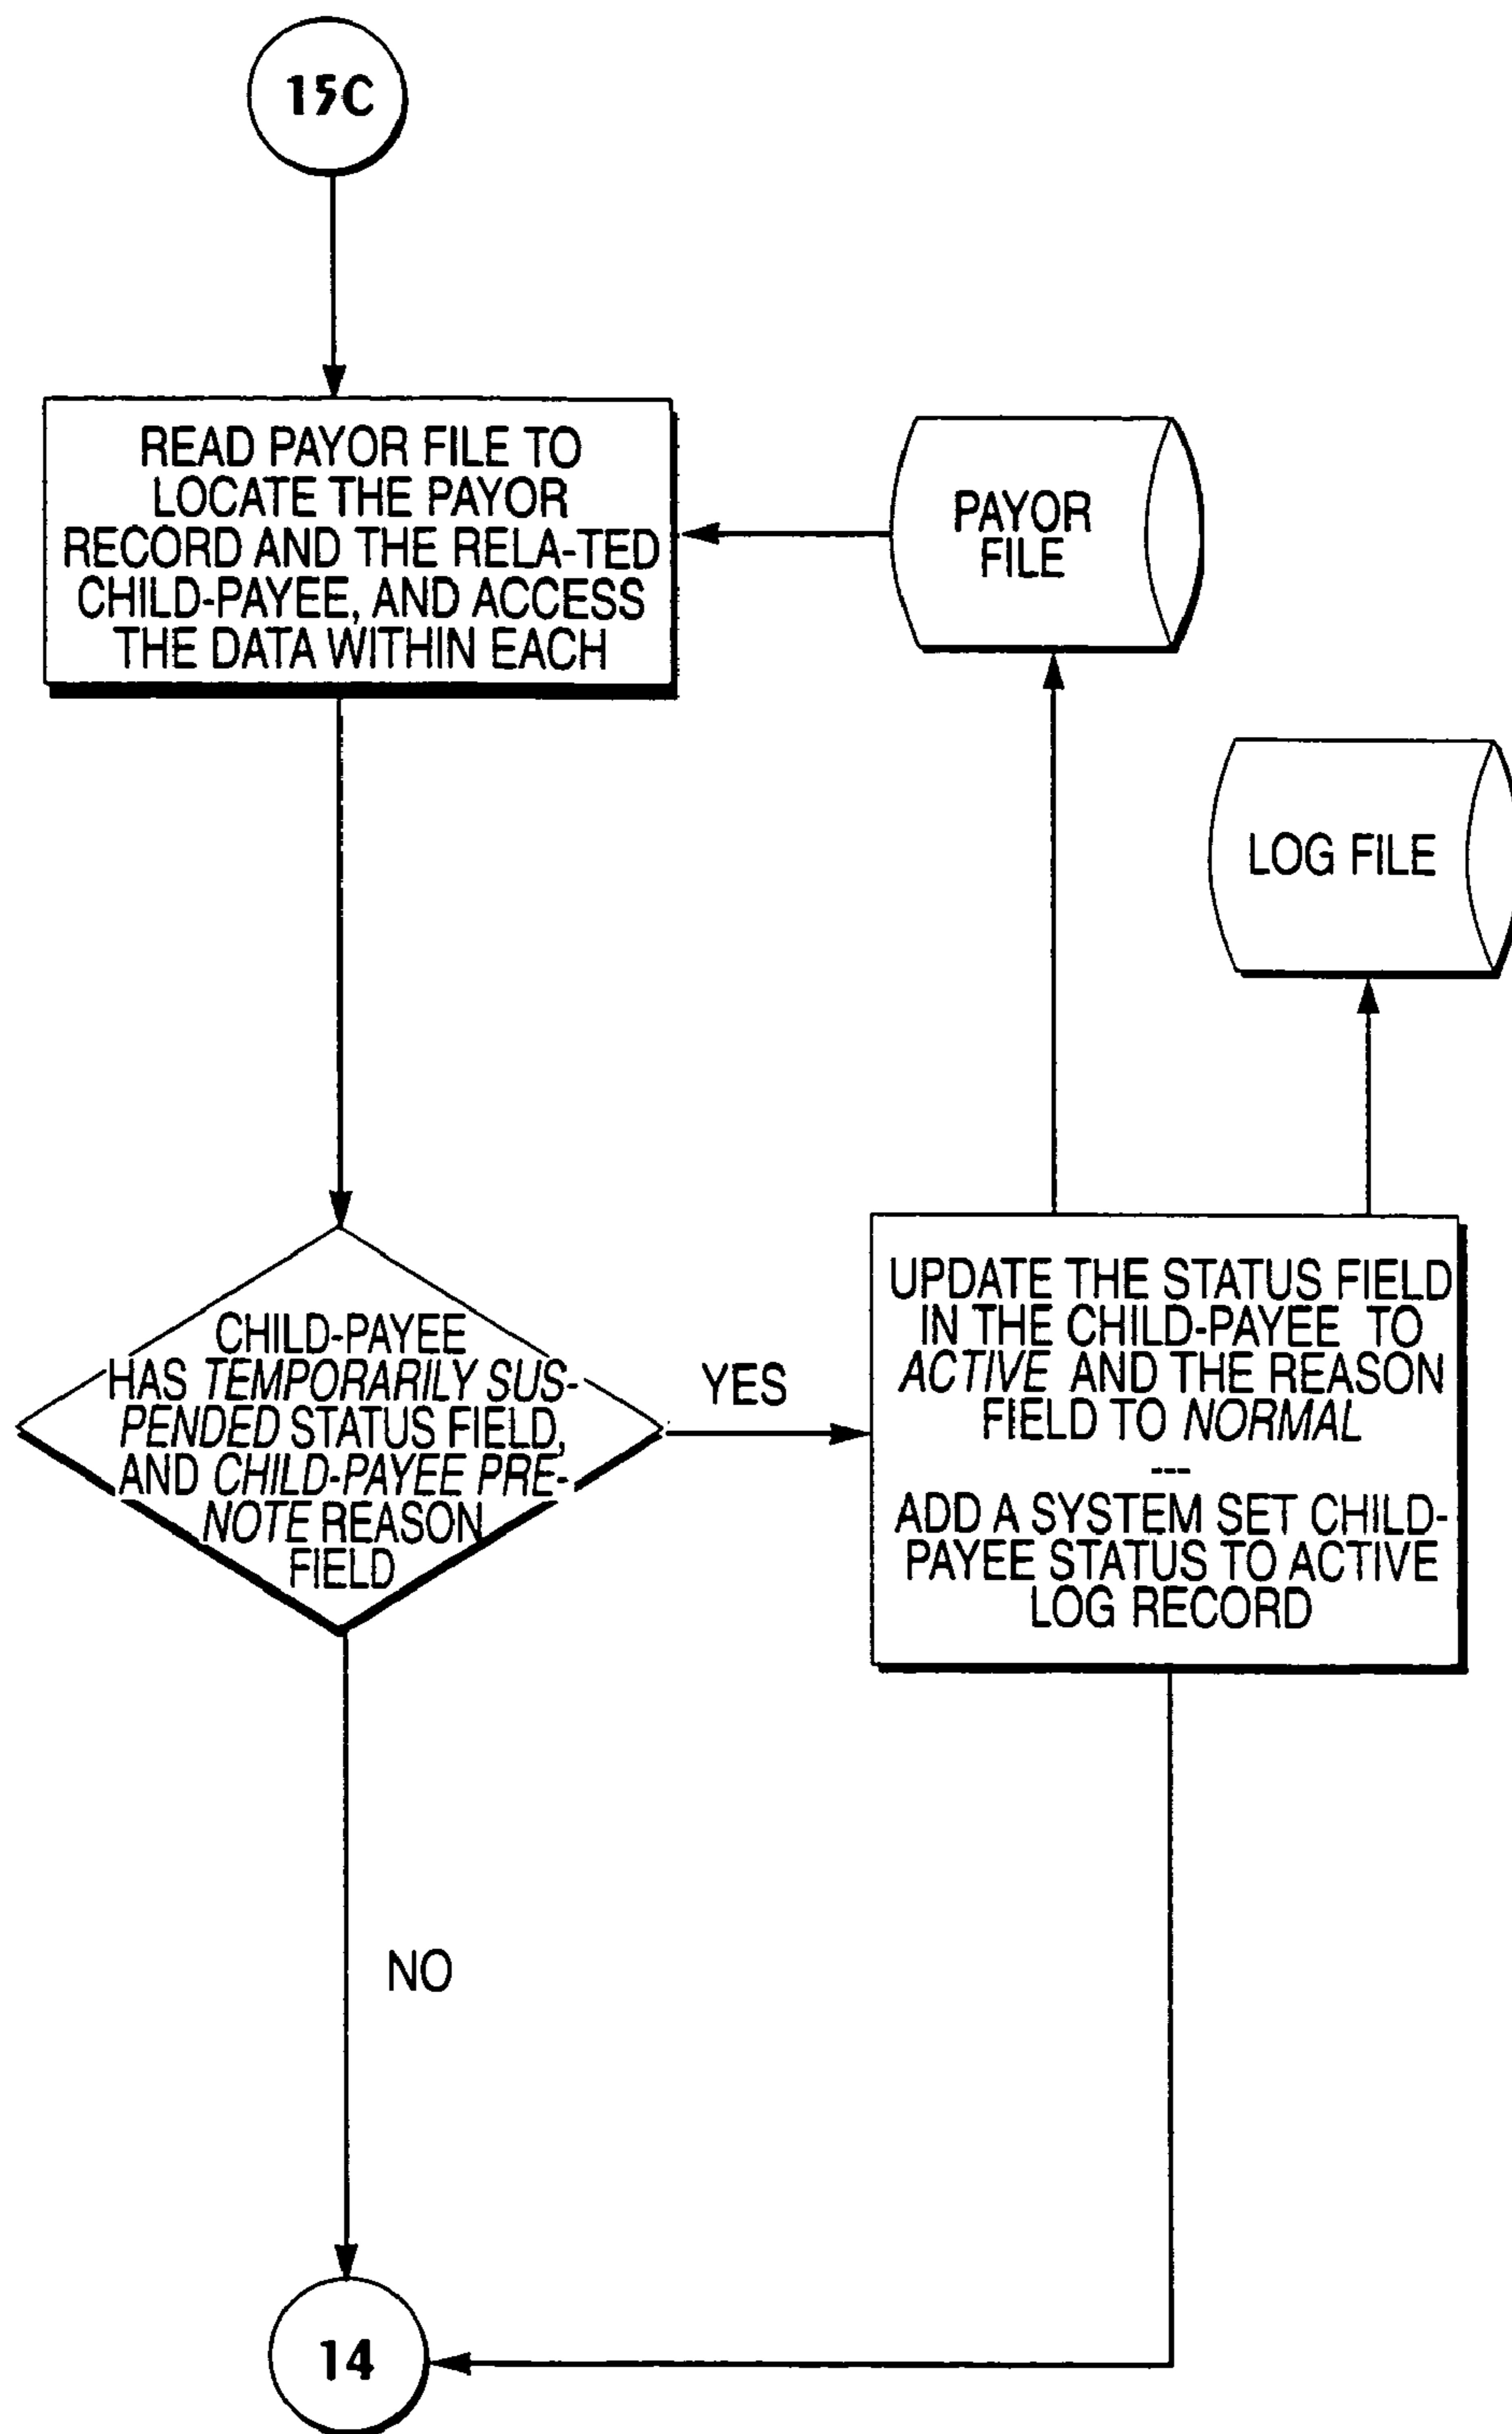 15C
READ PAYOR FILE TO
LOCATE THE PAYOR
RECORD AND THE RELA-TED
CHILD-PAYEE, AND ACCESS
THE DATA WITHIN EACH
PAYOR
FILE
LOG FILE
CHILD-PAYEE
HAS TEMPORARILY SUS-
PENDED STATUS FIELD,
AND CHILD-PAYEE PRE-
NOTE REASON
FIELD
YES
UPDATE THE STATUS FIELD
IN THE CHILD-PAYEE TO
ACTIVE AND THE REASON
FIELD TO NORMAL
---
ADD A SYSTEM SET CHILD-
PAYEE STATUS TO ACTIVE
LOG RECORD
NO
14